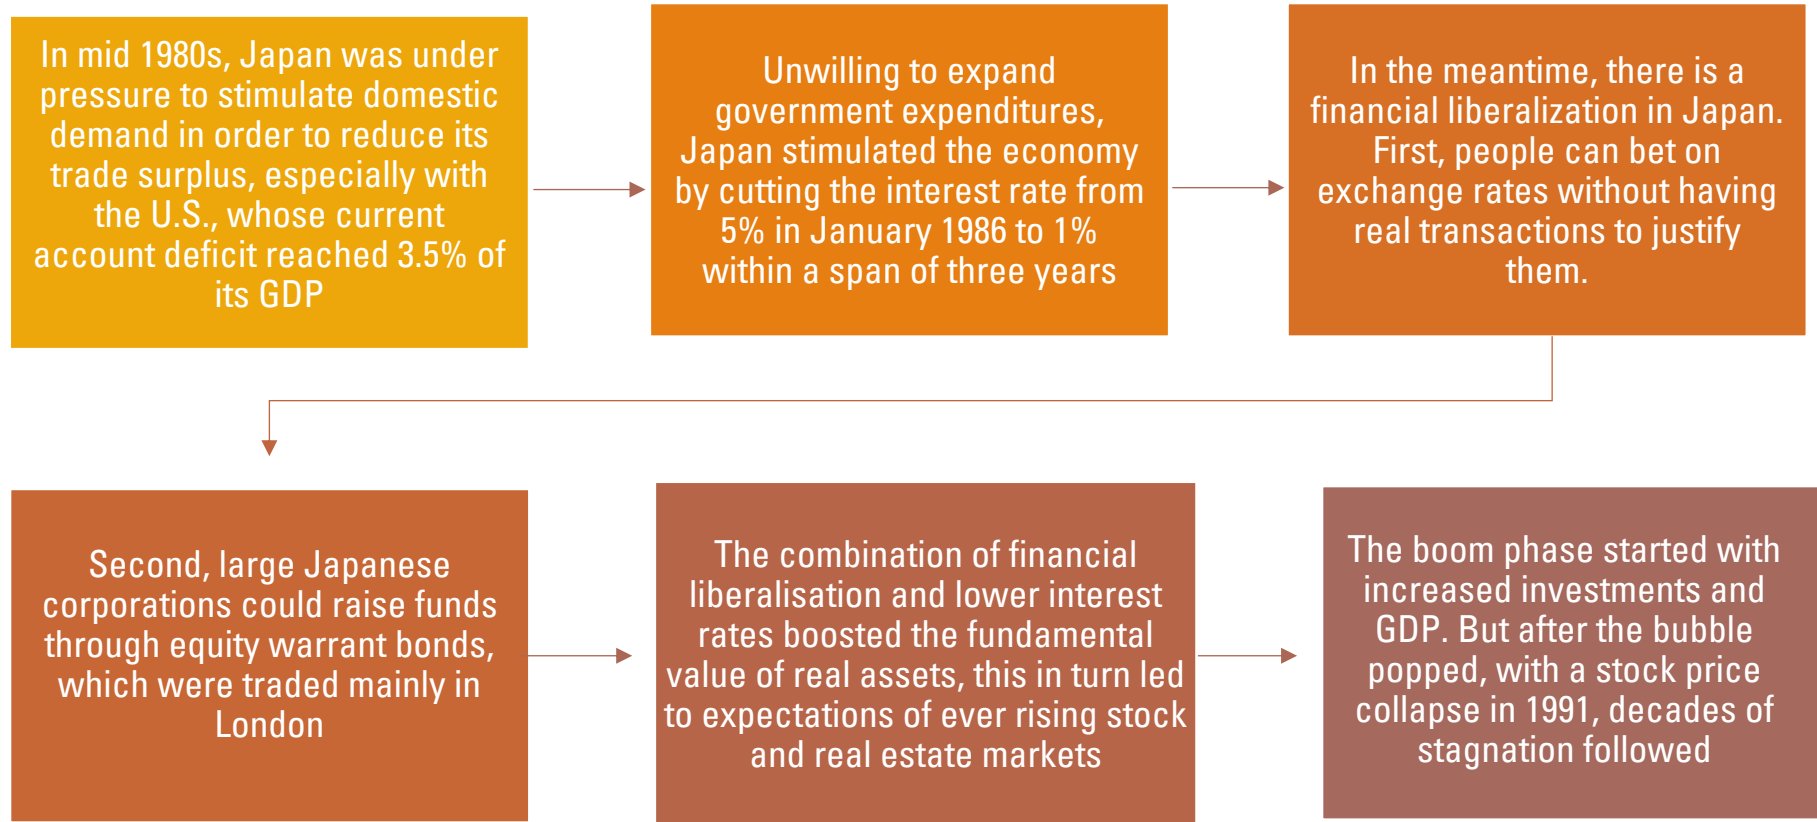 In mid 1980s, Japan was under
pressure to stimulate domestic
demand in order to reduce its
trade surplus, especially with
the U.S., whose current
account deficit reached 3.5% of
its GDP
Unwilling to expand
government expenditures,
Japan stimulated the economy
by cutting the interest rate from
5% in January 1986 to 1%
within a span of three years
In the meantime, there is a
financial liberalization in Japan.
First, people can bet on
exchange rates without having
real transactions to justify
them.
Second, large Japanese
corporations could raise funds
through equity warrant bonds,
which were traded mainly in
London
The combination of financial
liberalisation and lower interest
rates boosted the fundamental
value of real assets, this in turn led
to expectations of ever rising stock
and real estate markets
The boom phase started with
increased investments and
GDP. But after the bubble
popped, with a stock price
collapse in 1991, decades of
stagnation followed